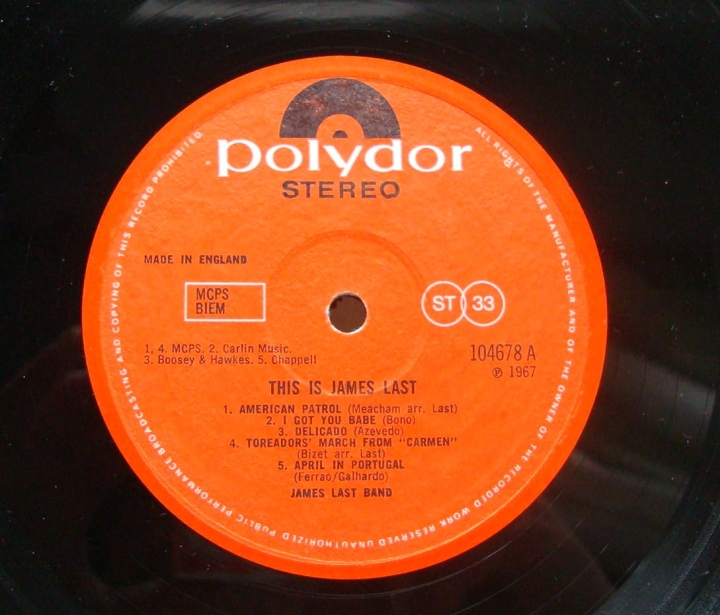 polydor
STEREO
MADE IN ENGLAND
MCPS
BIEM
ST 33
1, 4. MCPS. 2. Carlin Music.
3. Boosey & Hawkes. 5. Chappell
104678 A
℗ 1967
THIS IS JAMES LAST
1. AMERICAN PATROL (Meacham arr. Last)
2. I GOT YOU BABE (Bono)
3. DELICADO (Azevedo)
4. TOREADORS' MARCH FROM "CARMEN"
(Bizet arr. Last)
5. APRIL IN PORTUGAL
(Ferrao/Galhardo)
JAMES LAST BAND
ALL RIGHTS OF THE MANUFACTURER AND OF THE OWNER OF THE RECORDED WORK RESERVED UNAUTHORIZED PUBLIC PERFORMANCE BROADCASTING AND COPYING OF THIS RECORD PROHIBITED